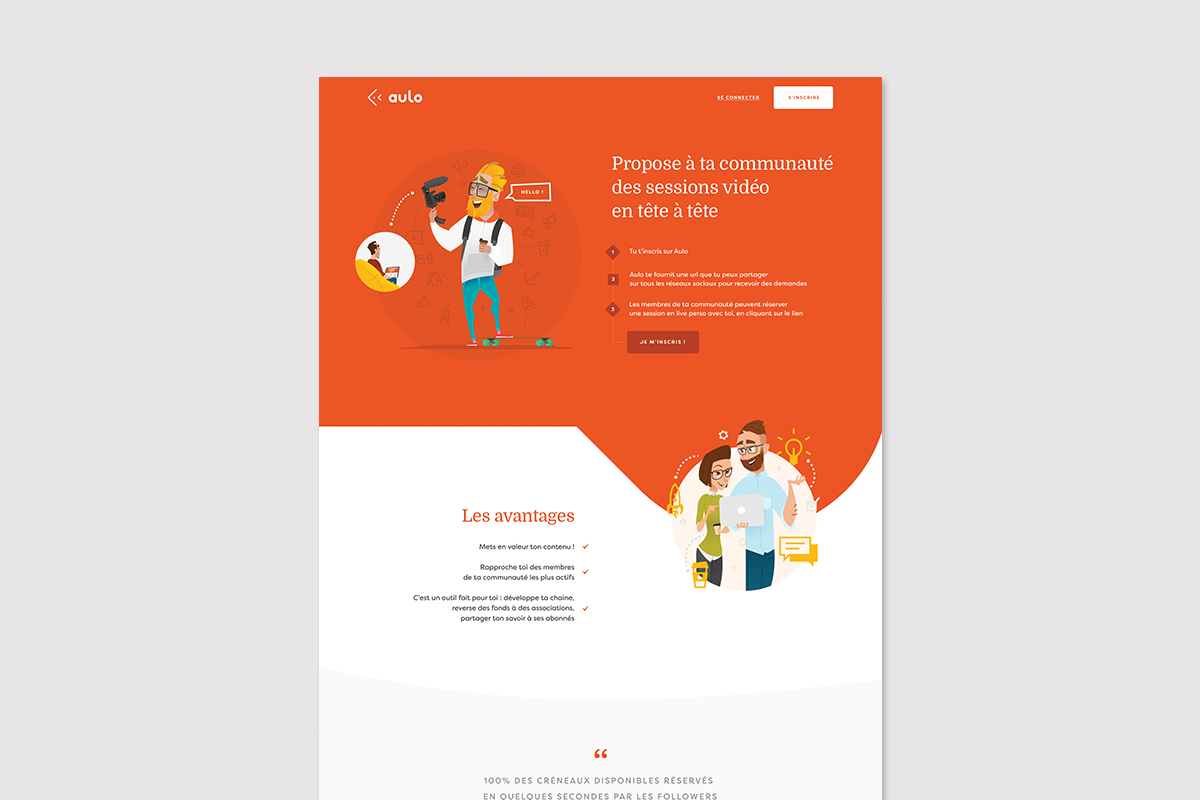 aulo
SE CONNECTER
S'INSCRIRE
HELLO !
Propose à ta communauté
des sessions vidéo
en tête à tête
1
Tu t'inscris sur Aulo
2
Aulo te fournit une url que tu peux partager
sur tous les réseaux sociaux pour recevoir des demandes
3
Les membres de ta communauté peuvent réserver
une session en live perso avec toi, en cliquant sur le lien
JE M'INSCRIS !
Les avantages
Mets en valeur ton contenu !
Rapproche toi des membres
de ta communauté les plus actifs
C'est un outil fait pour toi : développe ta chaine,
reverse des fonds à des associations,
partager ton savoir à ses abonnés
“
100% DES CRÉNEAUX DISPONIBLES RÉSERVÉS
EN QUELQUES SECONDES PAR LES FOLLOWERS